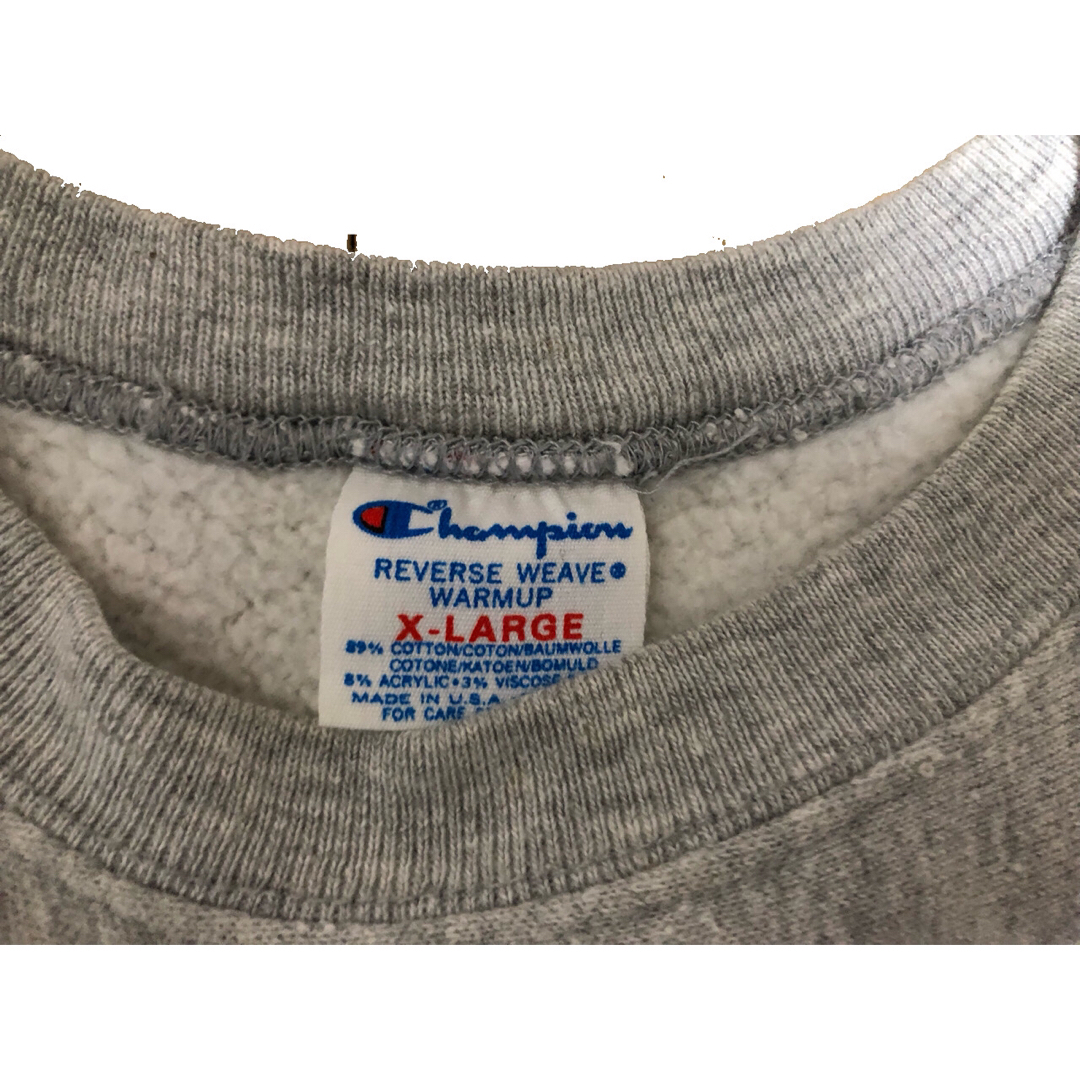 Champion®
REVERSE WEAVE®
WARMUP
X-LARGE
89% COTTON/COTON/BAUMWOLLE
COTONE/KATOEN/BOMULD
8% ACRYLIC•3% VISCOSE
MADE IN U.S.A.
FOR CARE